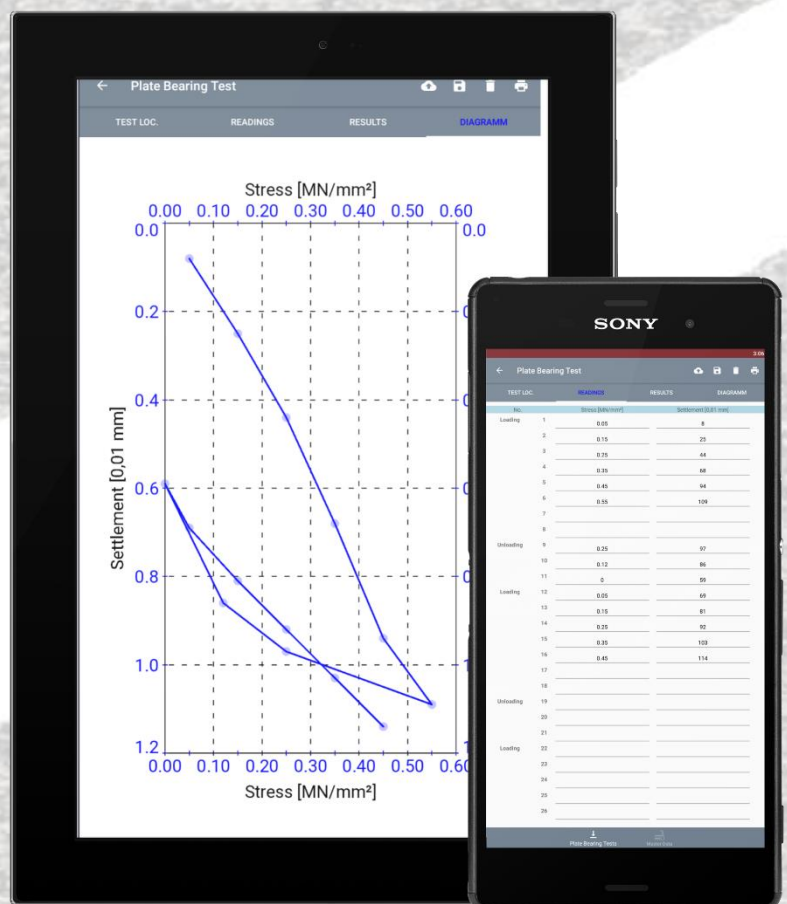 Plate Bearing Test
TEST LOC. READINGS RESULTS DIAGRAMM
Stress [MN/mm²]
0.00 0.10 0.20 0.30 0.40 0.50 0.60
0.0 0.0
0.2
0.4
0.6
0.8
1.0
1.2
Settlement [0,01 mm]
0.00 0.10 0.20 0.30 0.40 0.50 0.60
Stress [MN/mm²]
SONY
3:06
Plate Bearing Test
TEST LOC. READINGS RESULTS DIAGRAMM
No. Stress [MN/mm²] Settlement [0,01 mm]
Loading 1 0.05 8
2 0.15 25
3 0.25 44
4 0.35 68
5 0.45 94
6 0.55 109
7
8
Unloading 9 0.25 97
10 0.12 86
11 0 59
Loading 12 0.05 69
13 0.15 81
14 0.25 92
15 0.35 103
16 0.45 114
17
18
Unloading 19
20
21
Loading 22
23
24
25
26
Plate Bearing Tests